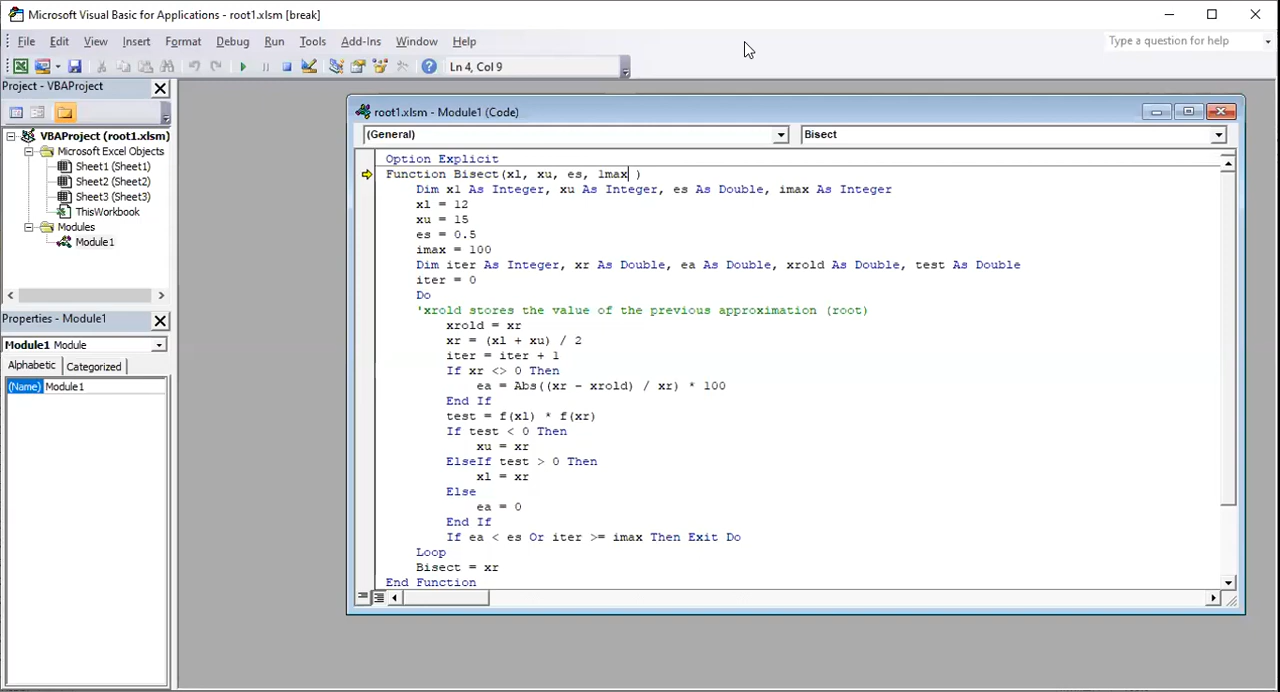 Microsoft Visual Basic for Applications - root1.xlsm [break]
File Edit View Insert Format Debug Run Tools Add-Ins Window Help
Type a question for help
Ln 4, Col 9
Project - VBAProject
VBAProject (root1.xlsm)
Microsoft Excel Objects
Sheet1 (Sheet1)
Sheet2 (Sheet2)
Sheet3 (Sheet3)
ThisWorkbook
Modules
Module1
Properties - Module1
Module1 Module
Alphabetic Categorized
(Name) Module1
root1.xlsm - Module1 (Code)
(General) Bisect
Option Explicit
Function Bisect(xl, xu, es, lmax )
Dim xl As Integer, xu As Integer, es As Double, imax As Integer
xl = 12
xu = 15
es = 0.5
imax = 100
Dim iter As Integer, xr As Double, ea As Double, xrold As Double, test As Double
iter = 0
Do
'xrold stores the value of the previous approximation (root)
xrold = xr
xr = (xl + xu) / 2
iter = iter + 1
If xr <> 0 Then
ea = Abs((xr - xrold) / xr) * 100
End If
test = f(xl) * f(xr)
If test < 0 Then
xu = xr
ElseIf test > 0 Then
xl = xr
Else
ea = 0
End If
If ea < es Or iter >= imax Then Exit Do
Loop
Bisect = xr
End Function